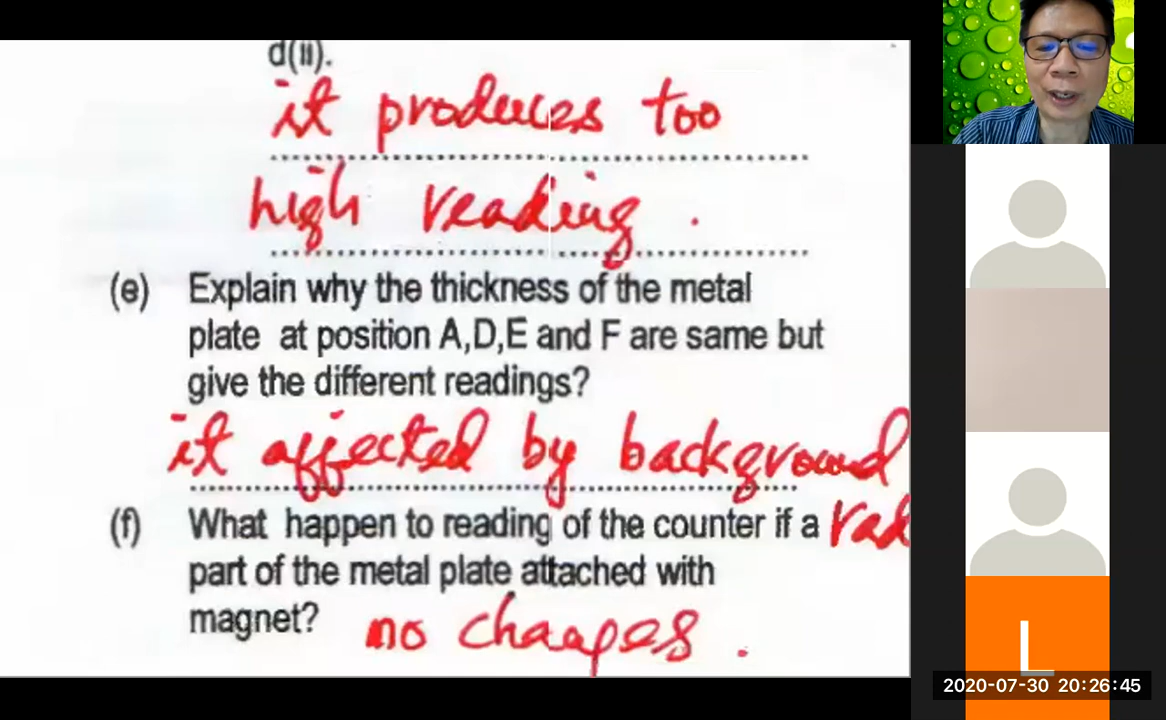 d(ii).
it produces too
high reading .
(e) Explain why the thickness of the metal
plate at position A,D,E and F are same but
give the different readings?
it affected by background
rad
(f) What happen to reading of the counter if a
part of the metal plate attached with
magnet?
no changes .
L
2020-07-30 20:26:45